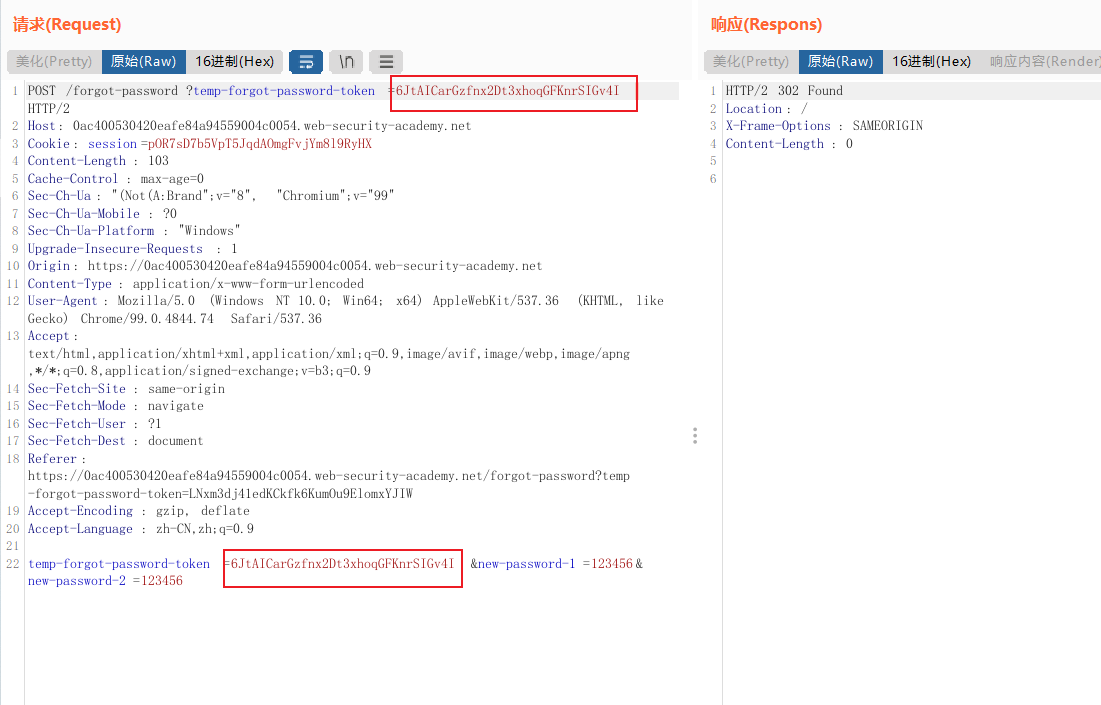 请求(Request)
美化(Pretty) 原始(Raw) 16进制(Hex) \n
1 POST /forgot-password ?temp-forgot-password-token =6JtAICarGzfnx2Dt3xhoqGFKnrSIGv4I
HTTP/2
2 Host: 0ac400530420eafe84a94559004c0054.web-security-academy.net
3 Cookie: session=pOR7sD7b5VpT5JqdAOmgFvjYm8l9RyHX
4 Content-Length : 103
5 Cache-Control : max-age=0
6 Sec-Ch-Ua : "(Not(A:Brand";v="8", "Chromium";v="99"
7 Sec-Ch-Ua-Mobile : ?0
8 Sec-Ch-Ua-Platform : "Windows"
9 Upgrade-Insecure-Requests : 1
10 Origin: https://0ac400530420eafe84a94559004c0054.web-security-academy.net
11 Content-Type : application/x-www-form-urlencoded
12 User-Agent : Mozilla/5.0 (Windows NT 10.0; Win64; x64) AppleWebKit/537.36 (KHTML, like
Gecko) Chrome/99.0.4844.74 Safari/537.36
13 Accept:
text/html,application/xhtml+xml,application/xml;q=0.9,image/avif,image/webp,image/apng
,*/*;q=0.8,application/signed-exchange;v=b3;q=0.9
14 Sec-Fetch-Site : same-origin
15 Sec-Fetch-Mode : navigate
16 Sec-Fetch-User : ?1
17 Sec-Fetch-Dest : document
18 Referer:
https://0ac400530420eafe84a94559004c0054.web-security-academy.net/forgot-password?temp
-forgot-password-token=LNxm3dj41edKCkfk6KumOu9ElomxYJIW
19 Accept-Encoding : gzip, deflate
20 Accept-Language : zh-CN,zh;q=0.9
21
22 temp-forgot-password-token =6JtAICarGzfnx2Dt3xhoqGFKnrSIGv4I &new-password-1 =123456&
new-password-2 =123456
响应(Respons)
美化(Pretty) 原始(Raw) 16进制(Hex) 响应内容(Render)
1 HTTP/2 302 Found
2 Location : /
3 X-Frame-Options : SAMEORIGIN
4 Content-Length : 0
5
6